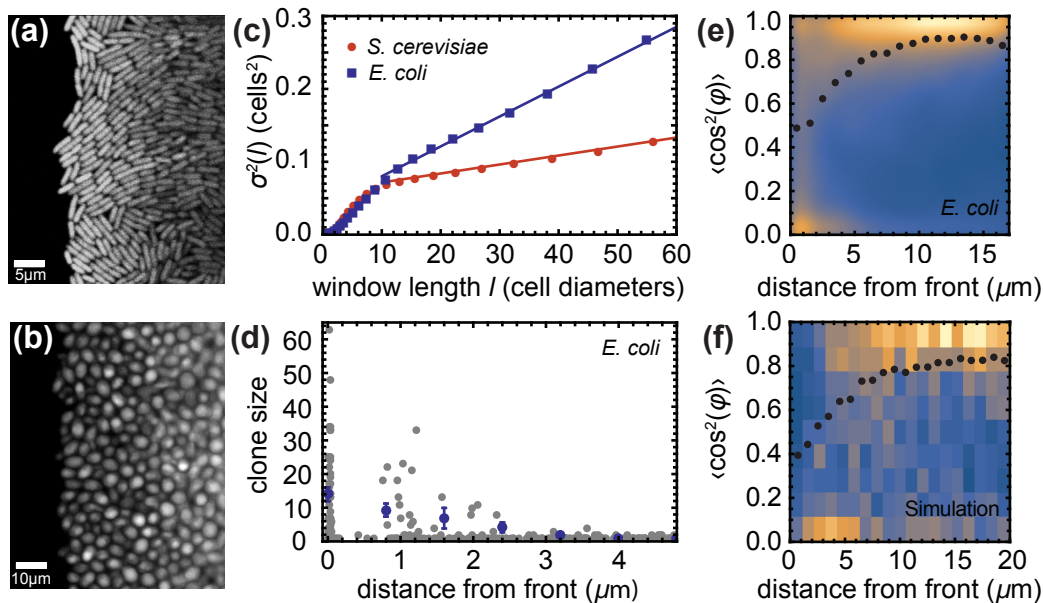 (a)
5μm
(b)
10μm
(c)
σ²(l) (cells²)
0.3
0.2
0.1
0.0
S. cerevisiae
E. coli
0 10 20 30 40 50 60
window length l (cell diameters)
(d)
clone size
60
50
40
30
20
10
0
E. coli
0 1 2 3 4
distance from front (μm)
(e)
⟨cos²(φ)⟩
1.0
0.8
0.6
0.4
0.2
0.0
E. coli
0 5 10 15
distance from front (μm)
(f)
⟨cos²(φ)⟩
1.0
0.8
0.6
0.4
0.2
0.0
Simulation
0 5 10 15 20
distance from front (μm)